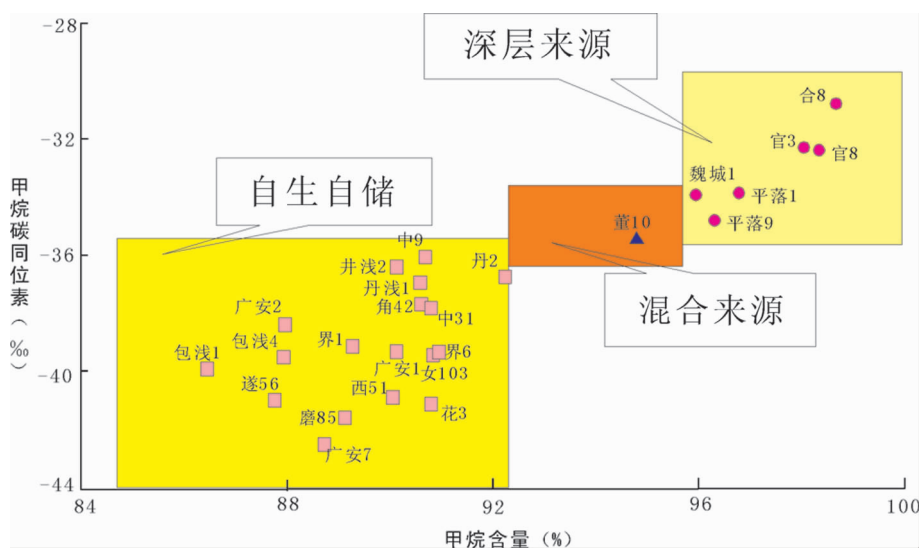 -28
深层来源
合8
-32
官3
官8
自生自储
魏城1
平落1
平落9
甲烷碳同位素(‰)
董10
中9
-36
井浅2
丹2
丹浅1
混合来源
角42
中31
广安2
包浅4
界1
界6
包浅1
广安1
女103
-40
遂56
西51
花3
磨85
广安7
-44
84
88
92
96
100
甲烷含量(%)